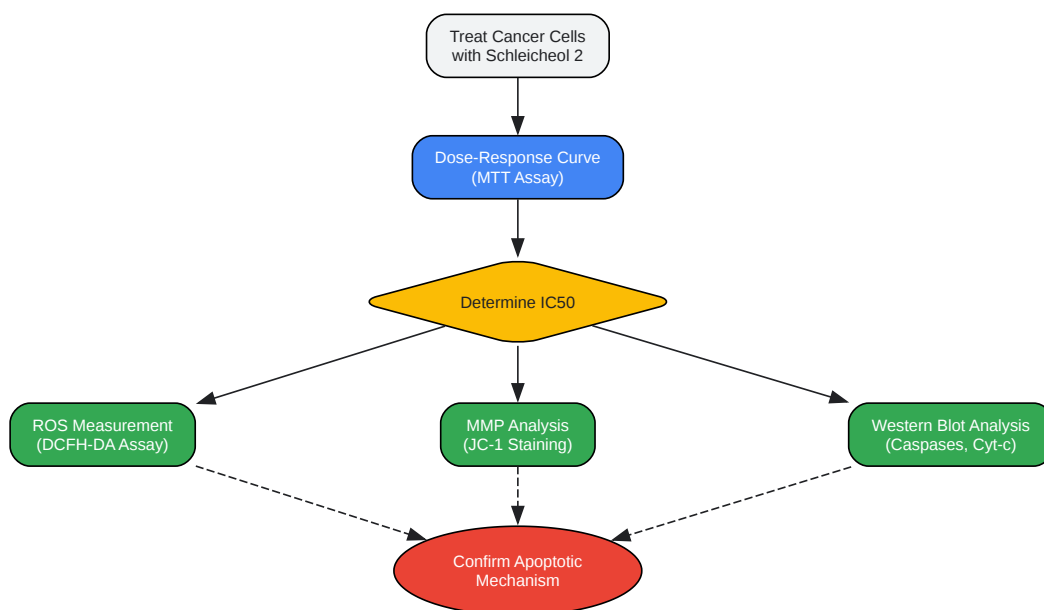 Treat Cancer Cells
with Schleicheol 2
Dose-Response Curve
(MTT Assay)
Determine IC50
ROS Measurement
(DCFH-DA Assay)
MMP Analysis
(JC-1 Staining)
Western Blot Analysis
(Caspases, Cyt-c)
Confirm Apoptotic
Mechanism